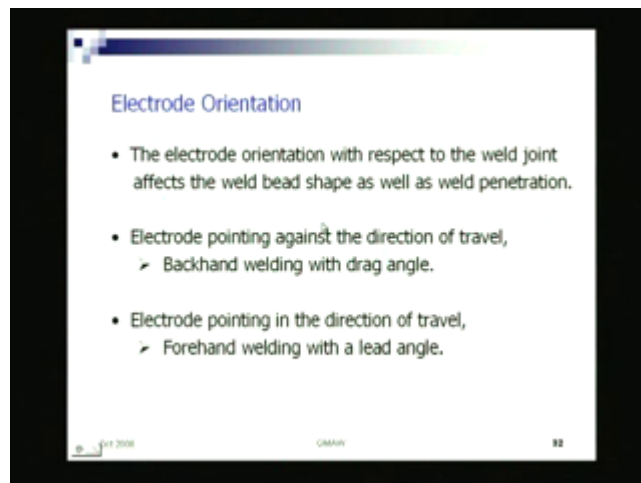 Electrode Orientation
• The electrode orientation with respect to the weld joint
affects the weld bead shape as well as weld penetration.
• Electrode pointing against the direction of travel,
➢ Backhand welding with drag angle.
• Electrode pointing in the direction of travel,
➢ Forehand welding with a lead angle.
GMAW